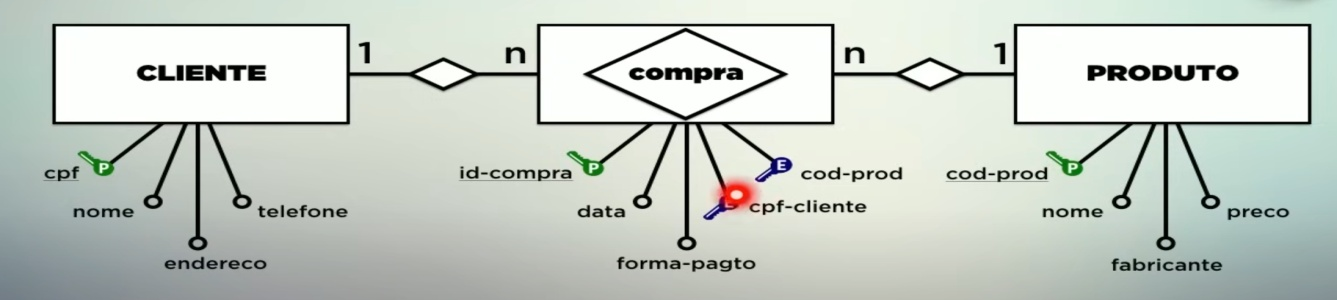 CLIENTE
1
n
compra
n
1
PRODUTO
cpf
P
nome
endereco
telefone
id-compra
P
data
forma-pagto
cpf-cliente
E
cod-prod
cod-prod
P
nome
fabricante
preco